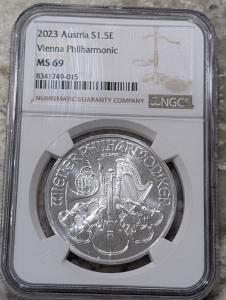 2023 Austria S1.5E
Vienna Philharmonic
MS 69
8341749-015
NUMISMATIC GUARANTY COMPANY
NGC
WIENER PHILHARMONIKER